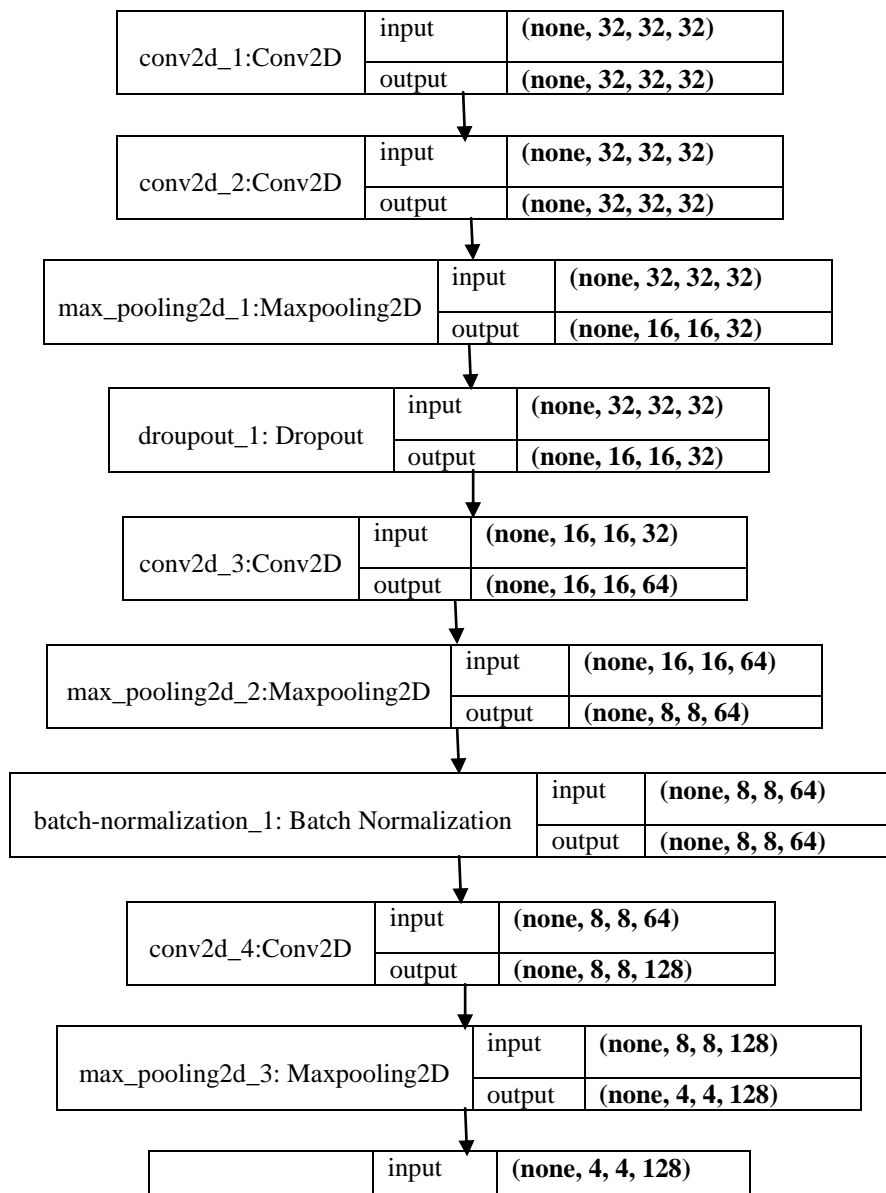 conv2d_1:Conv2D
input (none, 32, 32, 32)
output (none, 32, 32, 32)
conv2d_2:Conv2D
input (none, 32, 32, 32)
output (none, 32, 32, 32)
max_pooling2d_1:Maxpooling2D
input (none, 32, 32, 32)
output (none, 16, 16, 32)
droupout_1: Dropout
input (none, 32, 32, 32)
output (none, 16, 16, 32)
conv2d_3:Conv2D
input (none, 16, 16, 32)
output (none, 16, 16, 64)
max_pooling2d_2:Maxpooling2D
input (none, 16, 16, 64)
output (none, 8, 8, 64)
batch-normalization_1: Batch Normalization
input (none, 8, 8, 64)
output (none, 8, 8, 64)
conv2d_4:Conv2D
input (none, 8, 8, 64)
output (none, 8, 8, 128)
max_pooling2d_3: Maxpooling2D
input (none, 8, 8, 128)
output (none, 4, 4, 128)
input (none, 4, 4, 128)